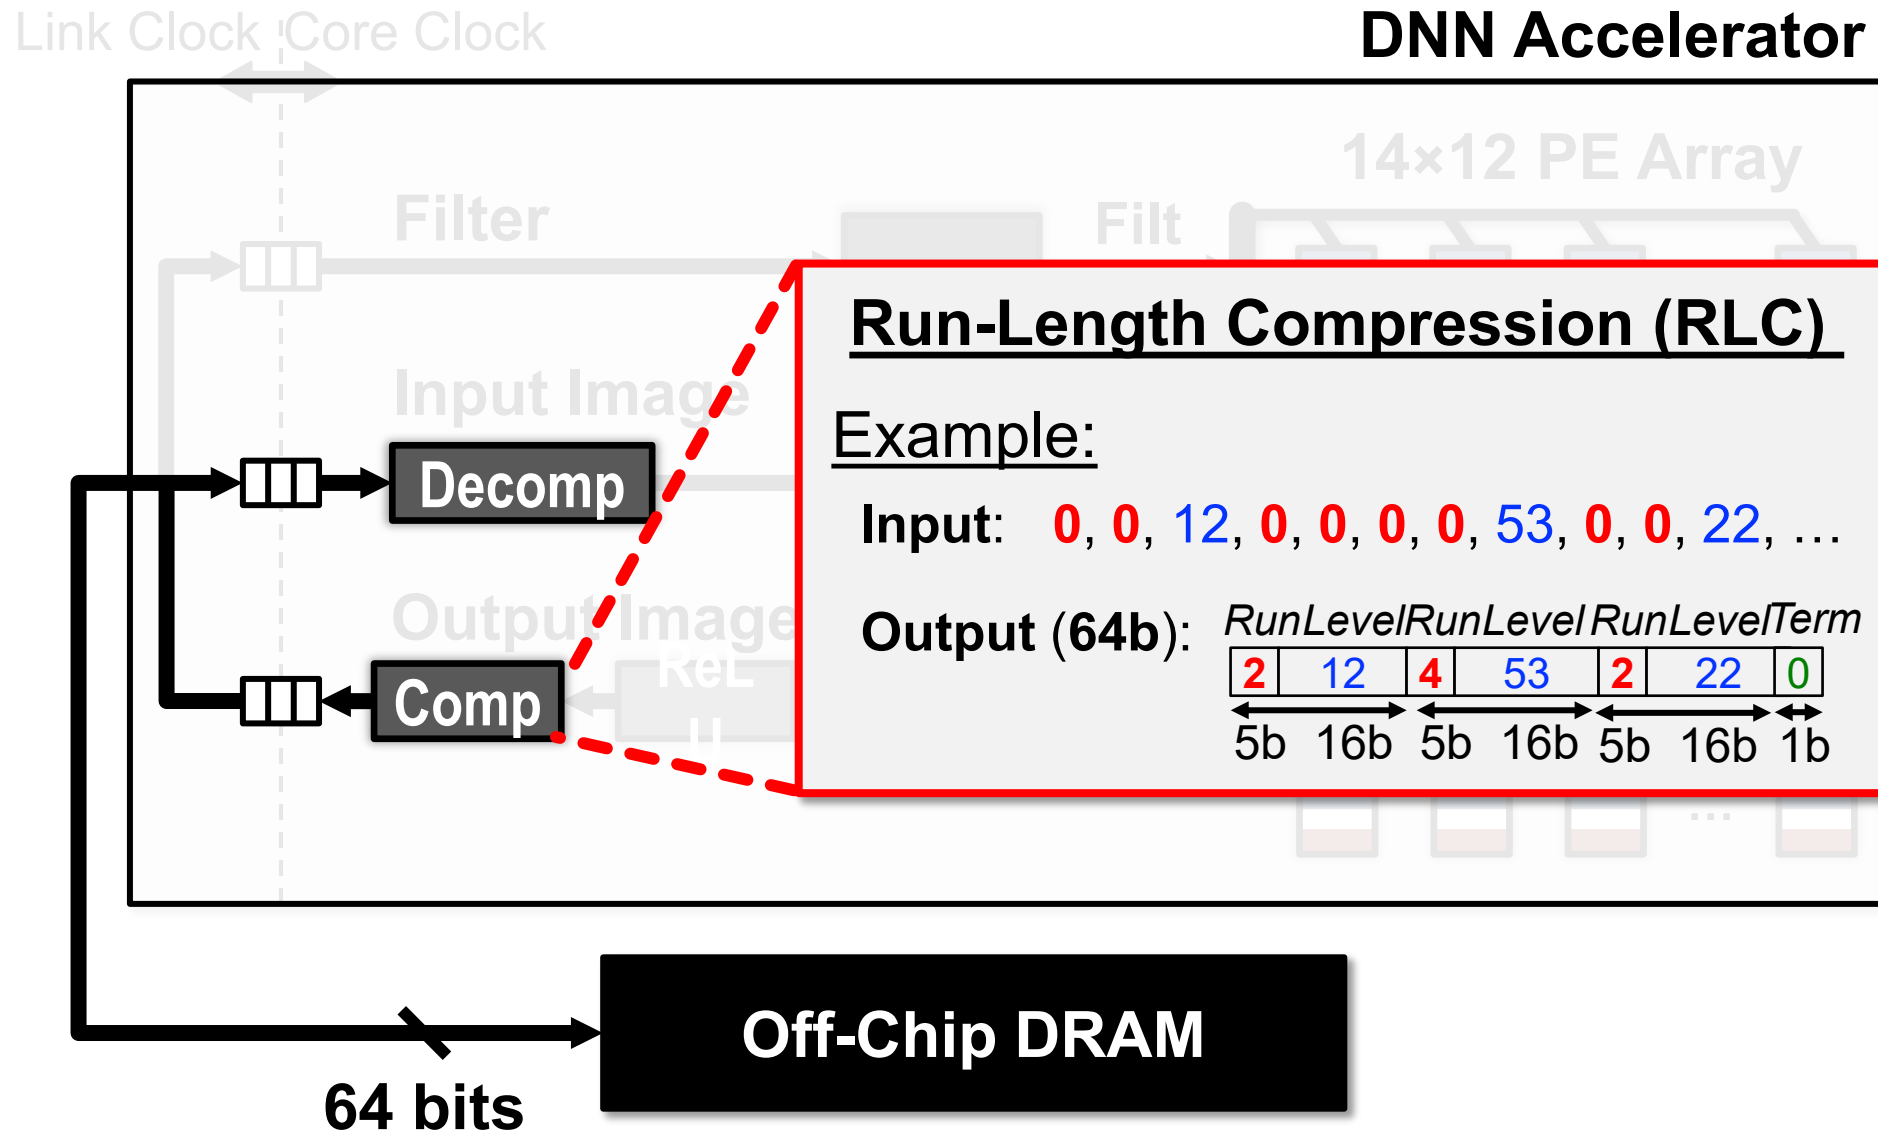 Link Clock Core Clock
DNN Accelerator
14×12 PE Array
Filter
Filt
Run-Length Compression (RLC)
Input Image
Example:
Decomp
Input: 0, 0, 12, 0, 0, 0, 0, 53, 0, 0, 22, …
Output Image
Output (64b):
Run Level Run Level Run Level Term
2 12 4 53 2 22 0
5b 16b 5b 16b 5b 16b 1b
Comp
ReL
U
…
Off-Chip DRAM
64 bits